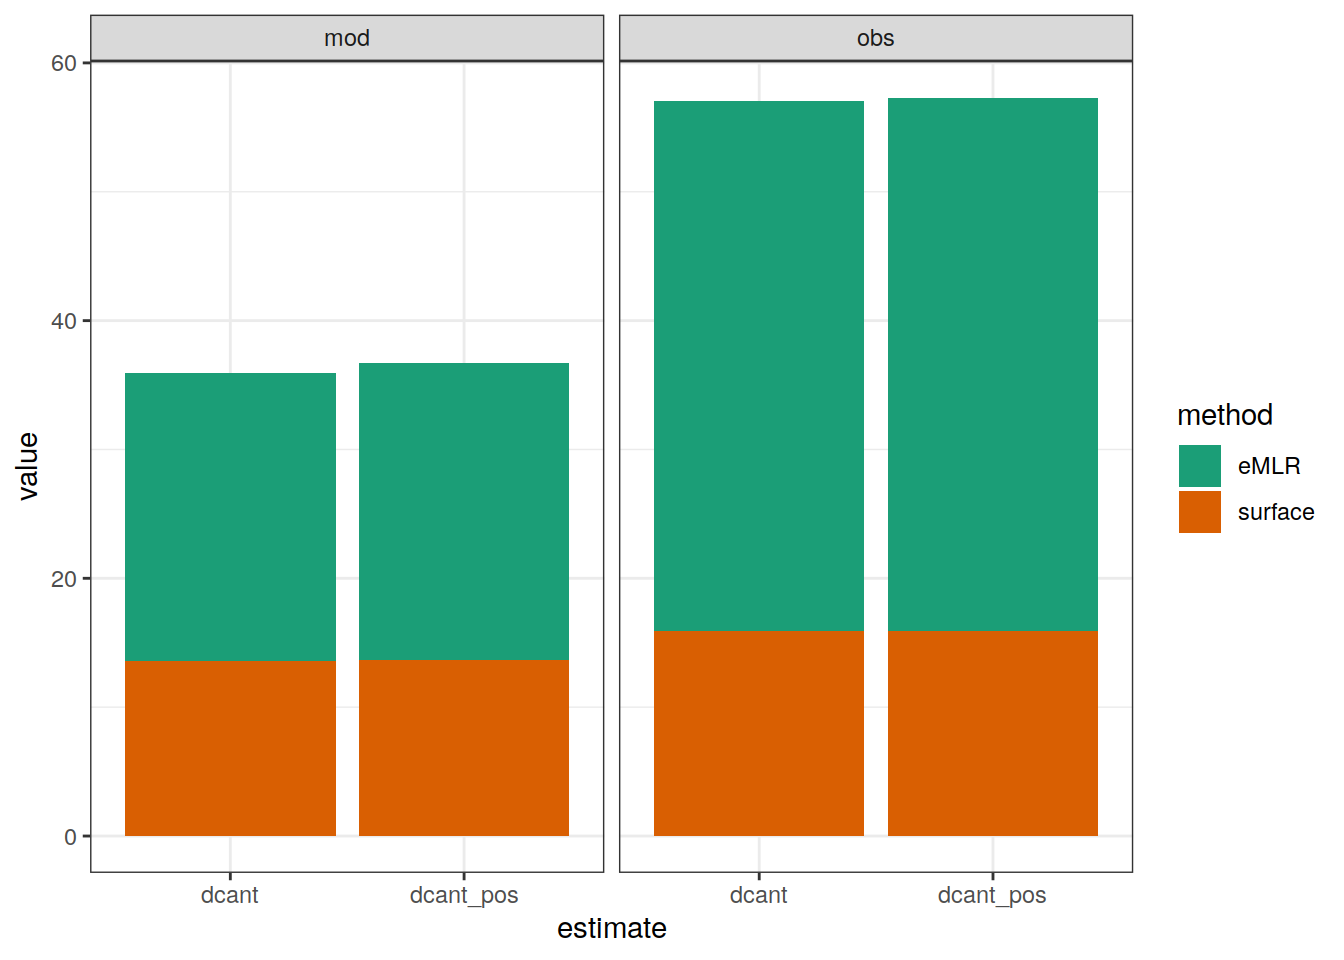 mod
obs
60
40
20
0
value
dcant
dcant_pos
dcant
dcant_pos
estimate
method
eMLR
surface